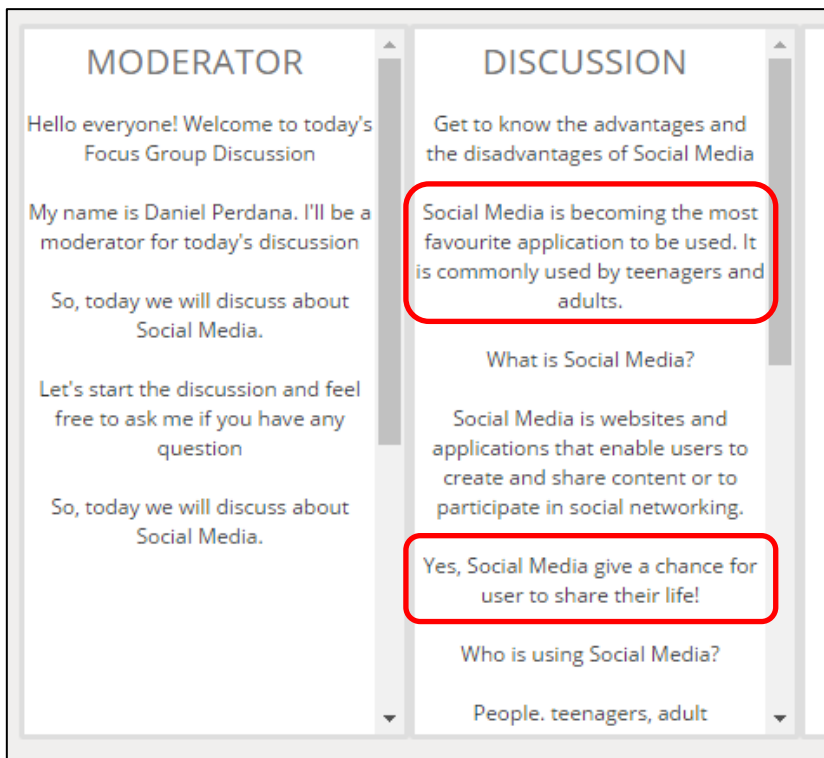 MODERATOR
Hello everyone! Welcome to today's
Focus Group Discussion
My name is Daniel Perdana. I'll be a
moderator for today's discussion
So, today we will discuss about
Social Media.
Let's start the discussion and feel
free to ask me if you have any
question
So, today we will discuss about
Social Media.
DISCUSSION
Get to know the advantages and
the disadvantages of Social Media
Social Media is becoming the most
favourite application to be used. It
is commonly used by teenagers and
adults.
What is Social Media?
Social Media is websites and
applications that enable users to
create and share content or to
participate in social networking.
Yes, Social Media give a chance for
user to share their life!
Who is using Social Media?
People. teenagers, adult